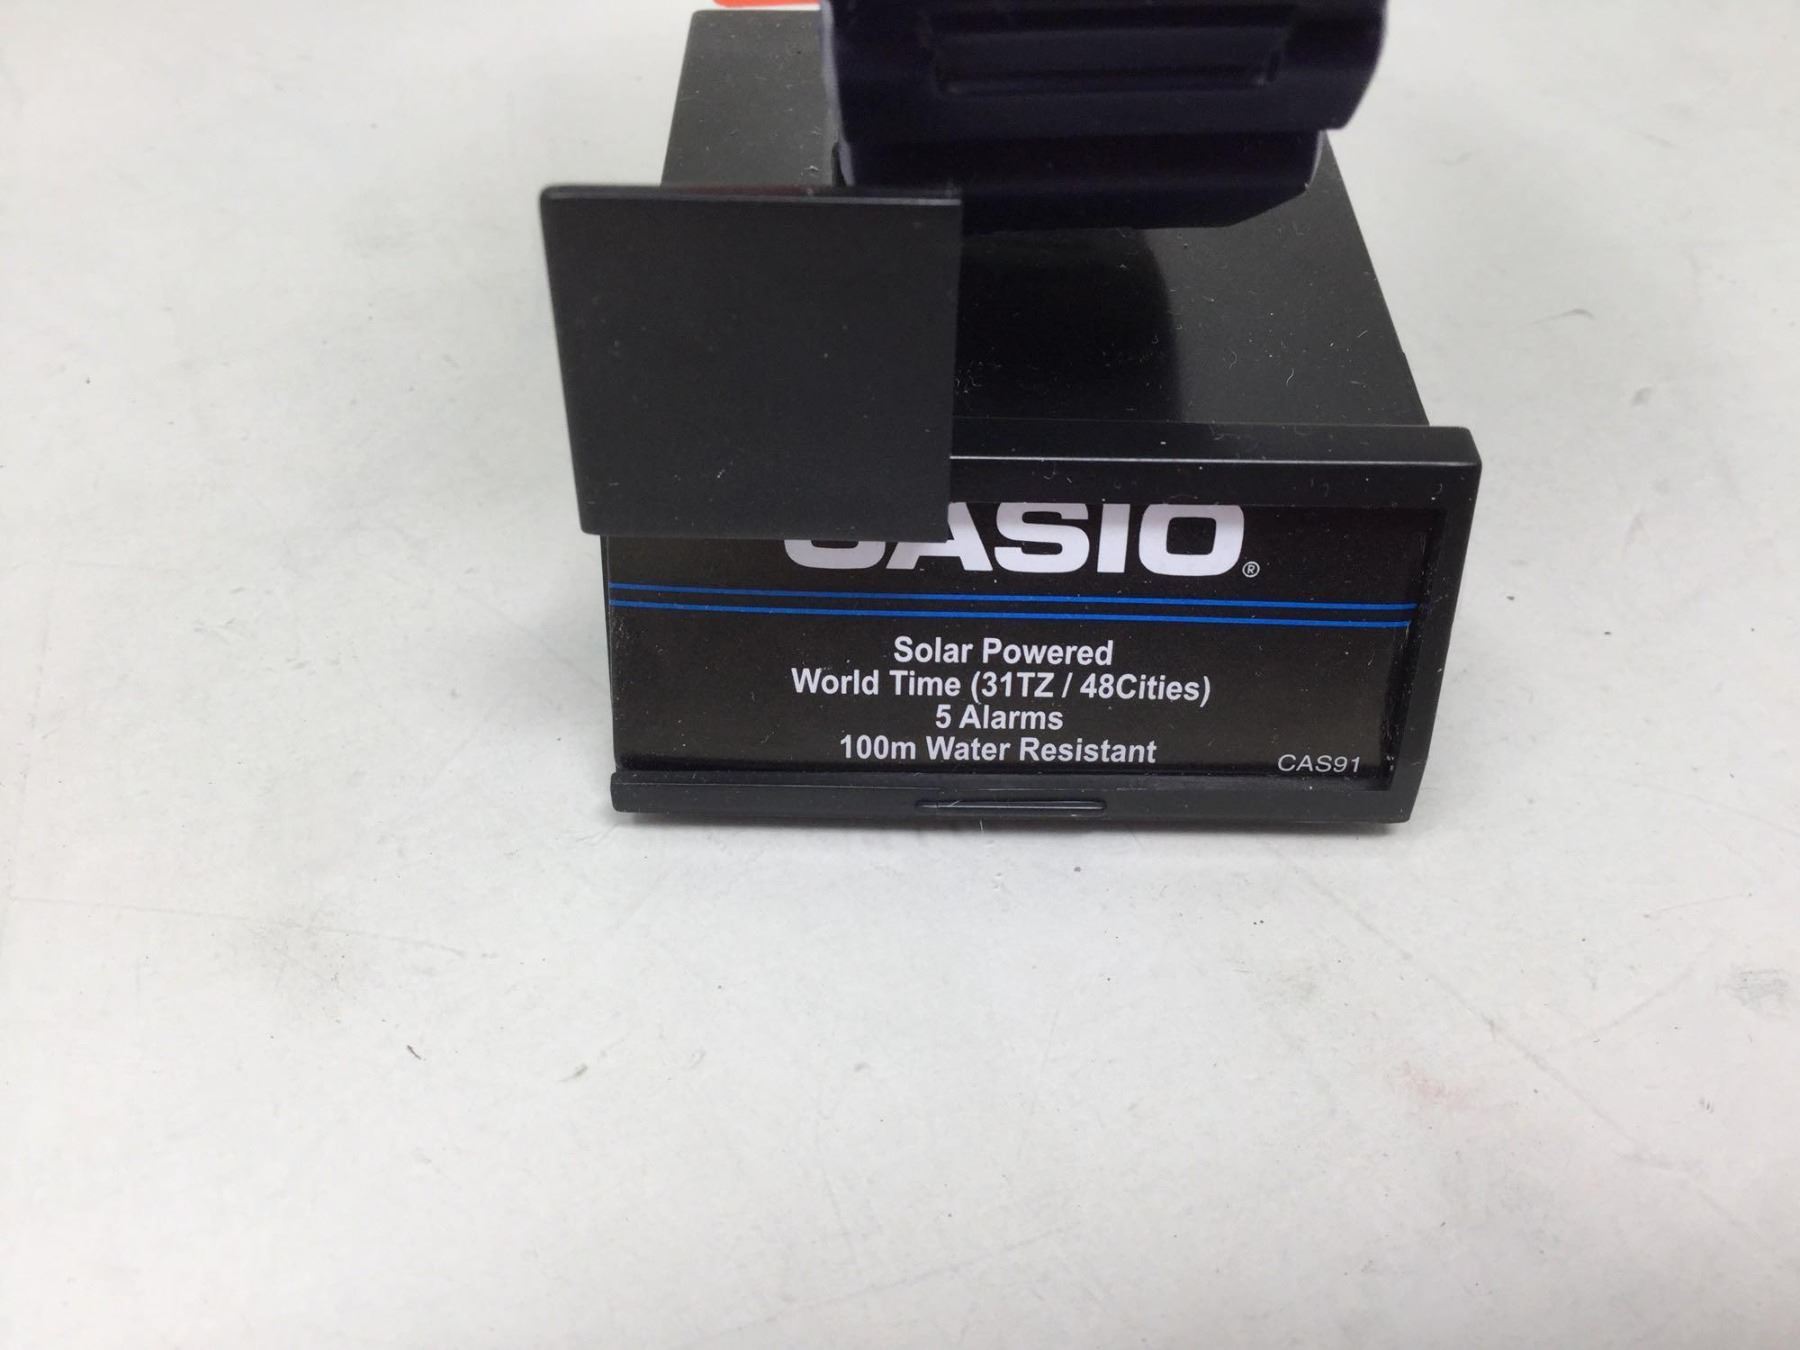 CASIO®
Solar Powered
World Time (31TZ / 48Cities)
5 Alarms
100m Water Resistant
CAS91